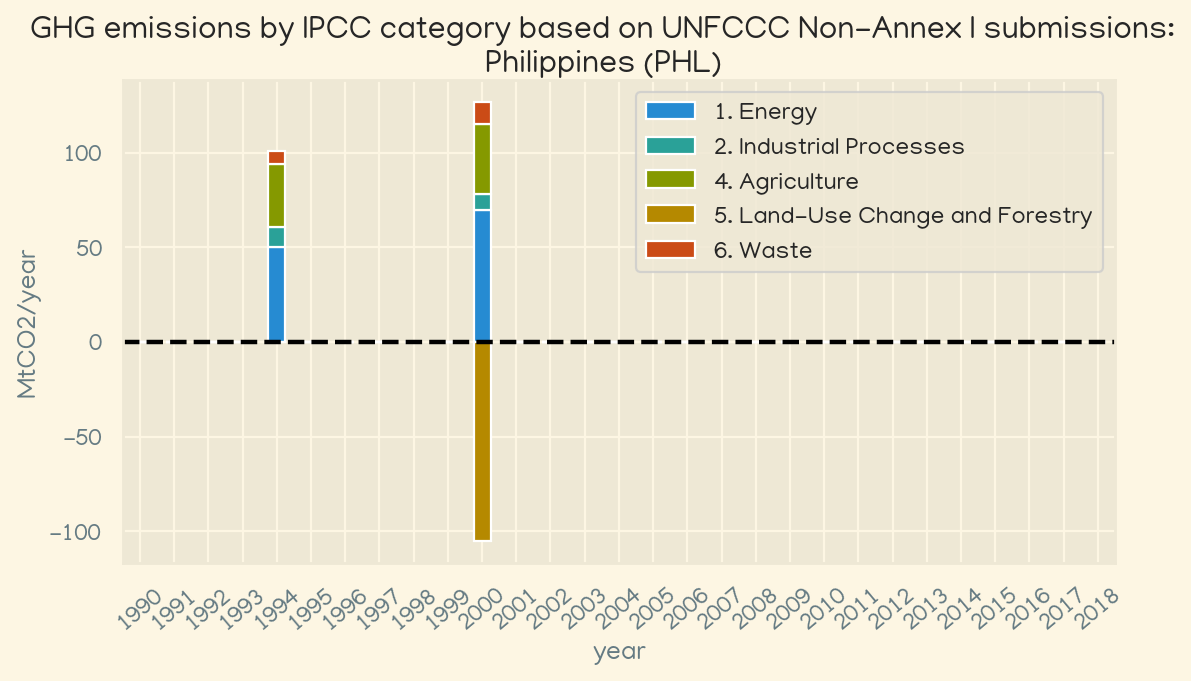 GHG emissions by IPCC category based on UNFCCC Non-Annex I submissions:
Philippines (PHL)
1. Energy
2. Industrial Processes
4. Agriculture
5. Land-Use Change and Forestry
6. Waste
MtCO2/year
100
50
0
-50
-100
1990 1991 1992 1993 1994 1995 1996 1997 1998 1999 2000 2001 2002 2003 2004 2005 2006 2007 2008 2009 2010 2011 2012 2013 2014 2015 2016 2017 2018
year